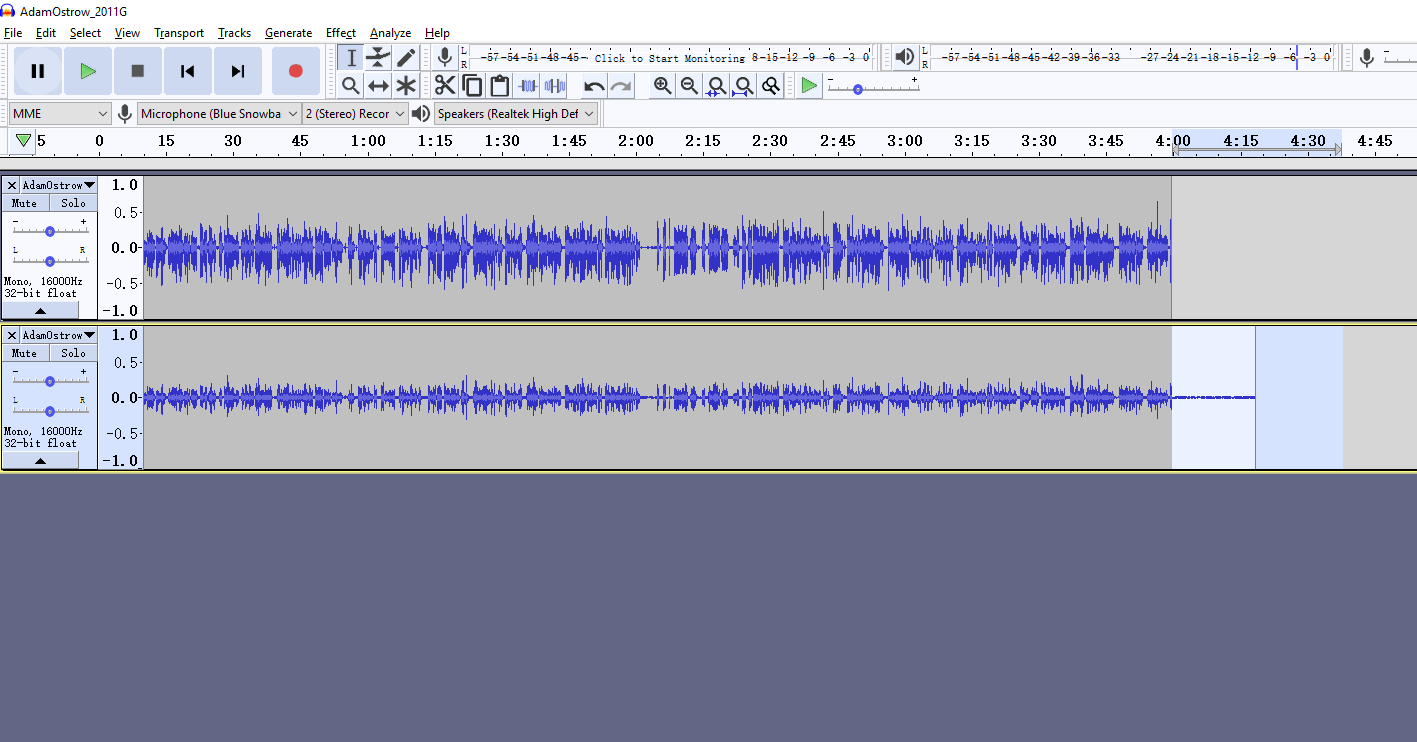 AdamOstrow_2011G
File Edit Select View Transport Tracks Generate Effect Analyze Help
L -57-54-51-48-45- Click to Start Monitoring 8-15-12 -9 -6 -3 0 L -57-54-51-48-45-42-39-36-33 -27-24-21-18-15-12 -9 -6 -3 0
R R
MME Microphone (Blue Snowba 2 (Stereo) Recor Speakers (Realtek High Def
5 0 15 30 45 1:00 1:15 1:30 1:45 2:00 2:15 2:30 2:45 3:00 3:15 3:30 3:45 4:00 4:15 4:30 4:45
AdamOstrow 1.0
Mute Solo
0.5
- +
L R 0.0
Mono, 16000Hz -0.5
32-bit float
-1.0
AdamOstrow 1.0
Mute Solo
0.5
- +
L R 0.0
Mono, 16000Hz -0.5
32-bit float
-1.0